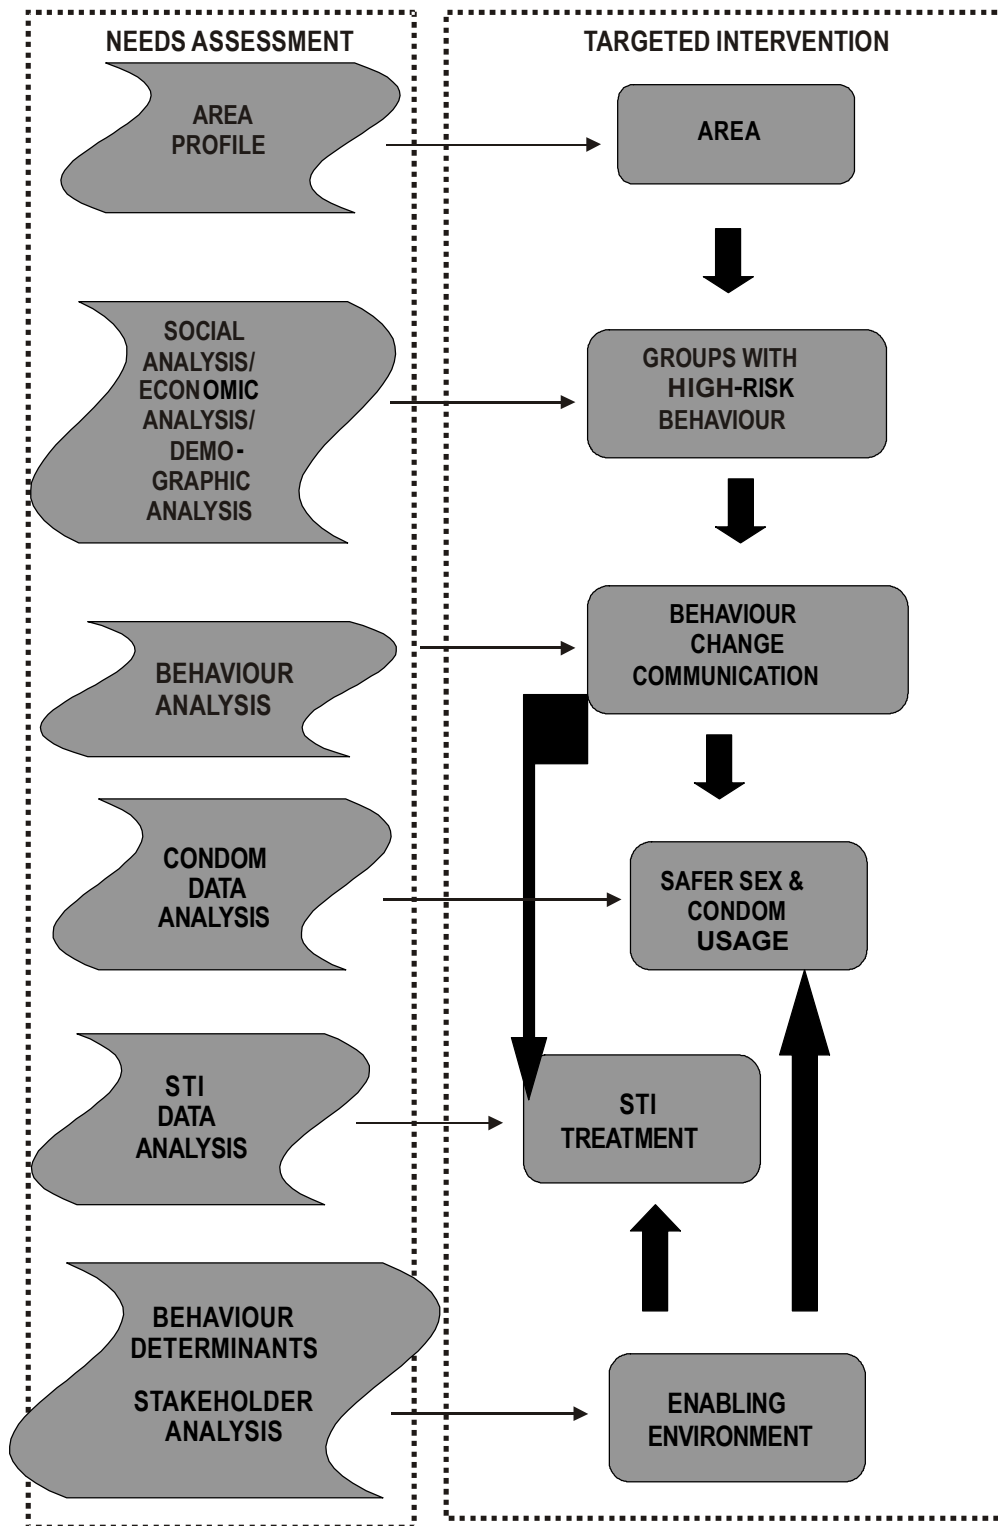 NEEDS ASSESSMENT
TARGETED INTERVENTION
AREA
PROFILE
AREA
SOCIAL
ANALYSIS/
ECONOMIC
ANALYSIS/
DEMO-
GRAPHIC
ANALYSIS
GROUPS WITH
HIGH-RISK
BEHAVIOUR
BEHAVIOUR
ANALYSIS
BEHAVIOUR
CHANGE
COMMUNICATION
CONDOM
DATA
ANALYSIS
SAFER SEX &
CONDOM
USAGE
STI
DATA
ANALYSIS
STI
TREATMENT
BEHAVIOUR
DETERMINANTS
STAKEHOLDER
ANALYSIS
ENABLING
ENVIRONMENT